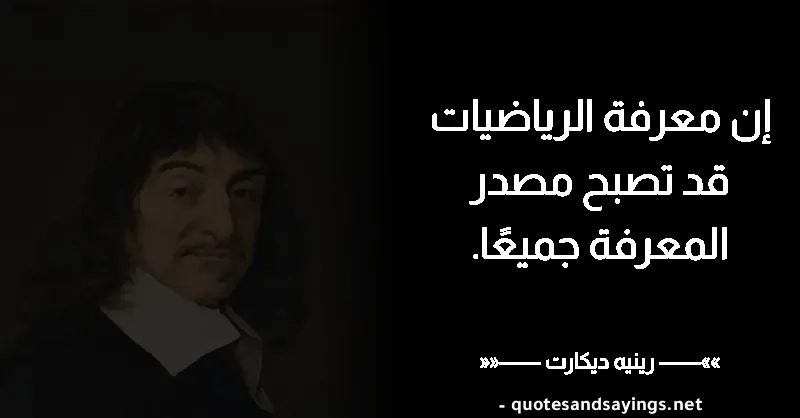 إن معرفة الرياضيات
قد تصبح مصدر
المعرفة جميعًا.
»»—— رينيه ديكارت ——««
- quotesandsayings.net